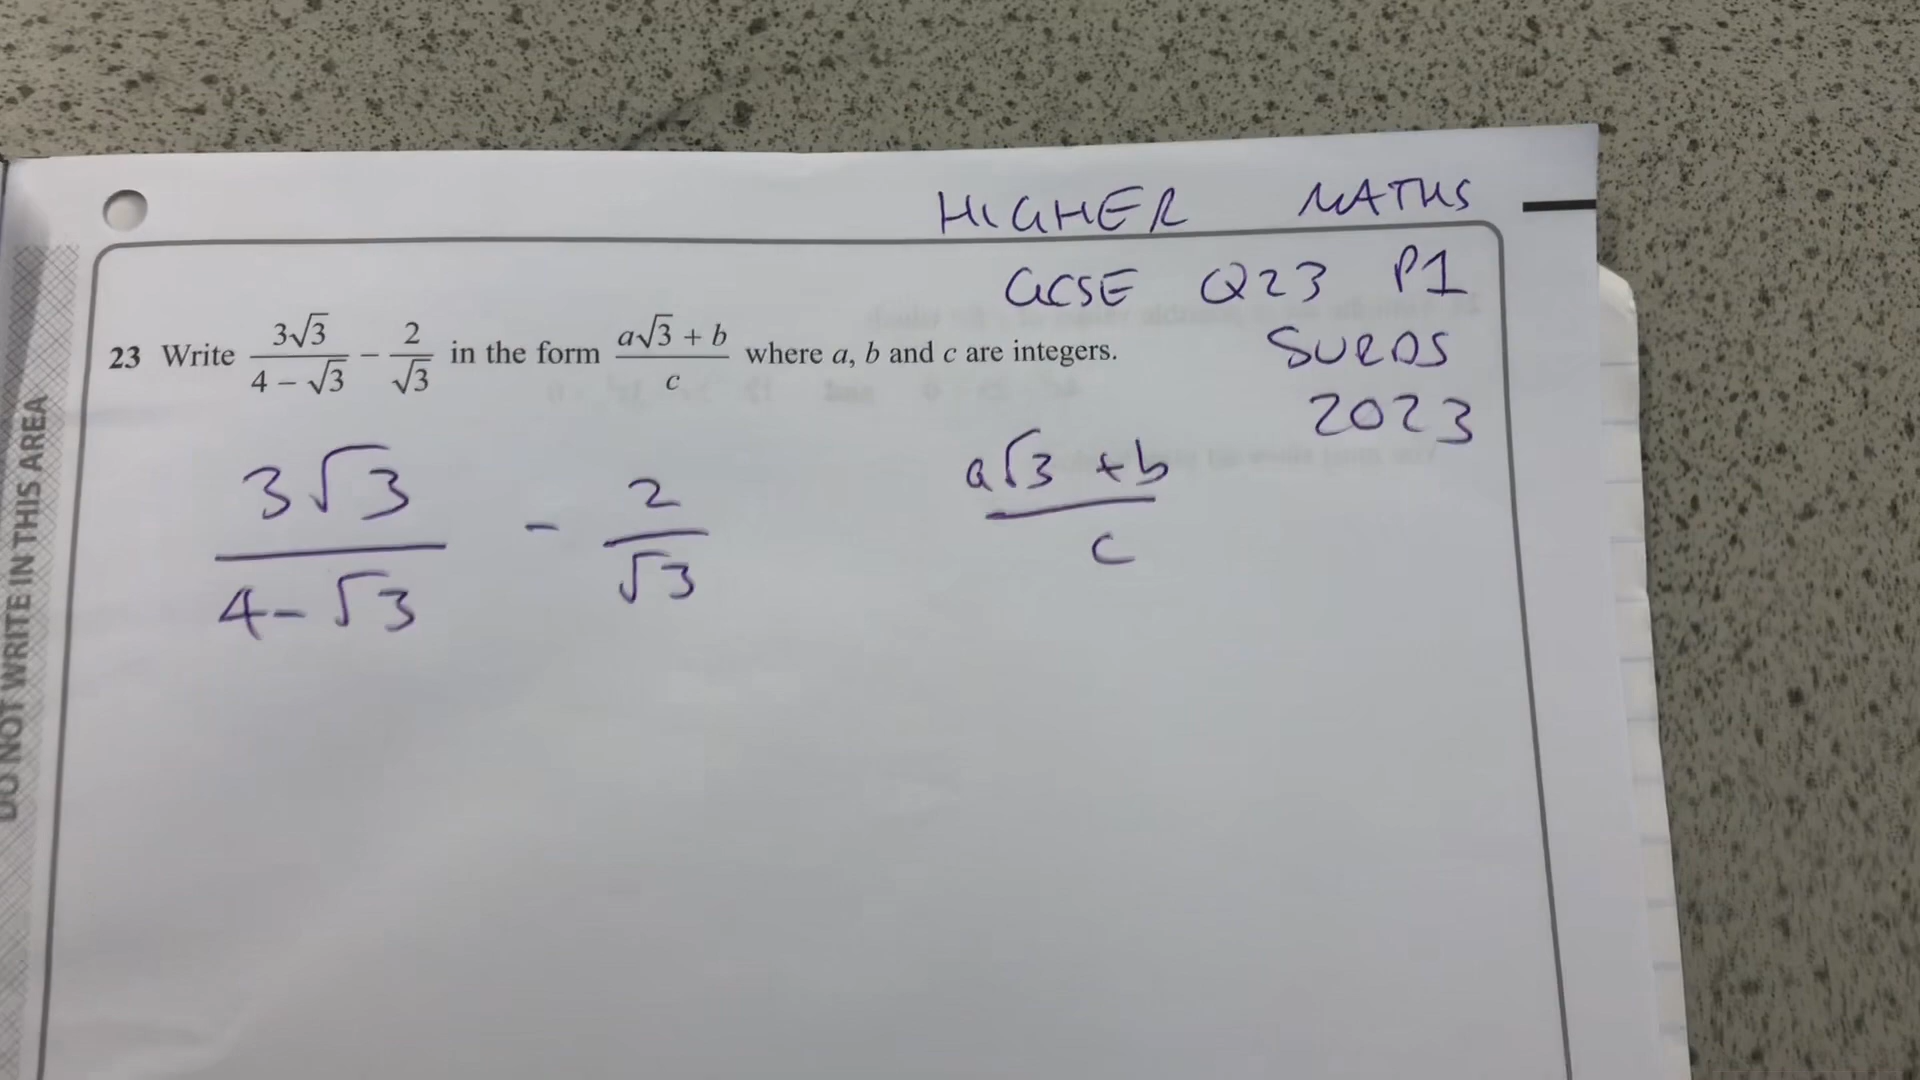 HIGHER MATHS
GCSE Q23 P1
SURDS
2023
23 Write 3√3 / (4 − √3) − 2/√3 in the form (a√3 + b)/c where a, b and c are integers.
3√3 / (4-√3) - 2/√3
(a√3 + b)/c
DO NOT WRITE IN THIS AREA